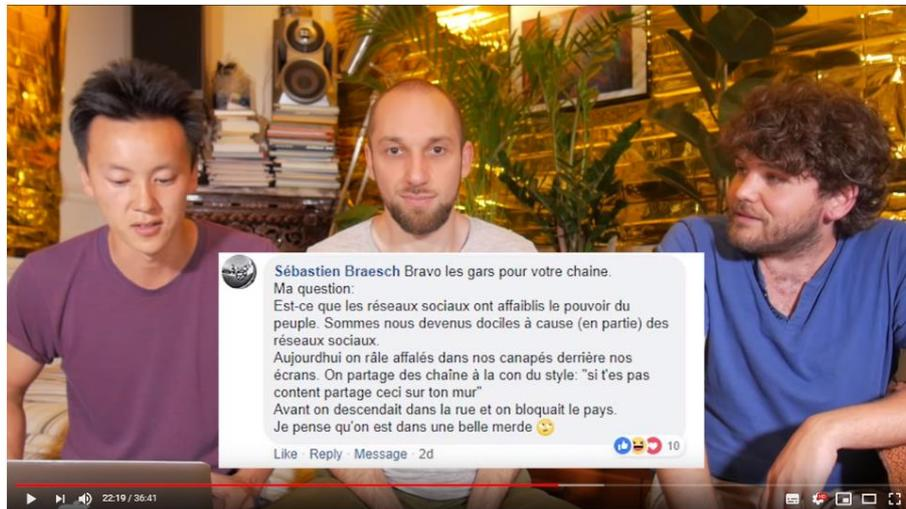 Sébastien Braesch Bravo les gars pour votre chaine.
Ma question:
Est-ce que les réseaux sociaux ont affaiblis le pouvoir du
peuple. Sommes nous devenus dociles à cause (en partie) des
réseaux sociaux.
Aujourdhui on râle affalés dans nos canapés derrière nos
écrans. On partage des chaîne à la con du style: "si t'es pas
content partage ceci sur ton mur"
Avant on descendait dans la rue et on bloquait le pays.
Je pense qu'on est dans une belle merde 🙄
10
Like · Reply · Message · 2d
22:19 / 36:41
HD